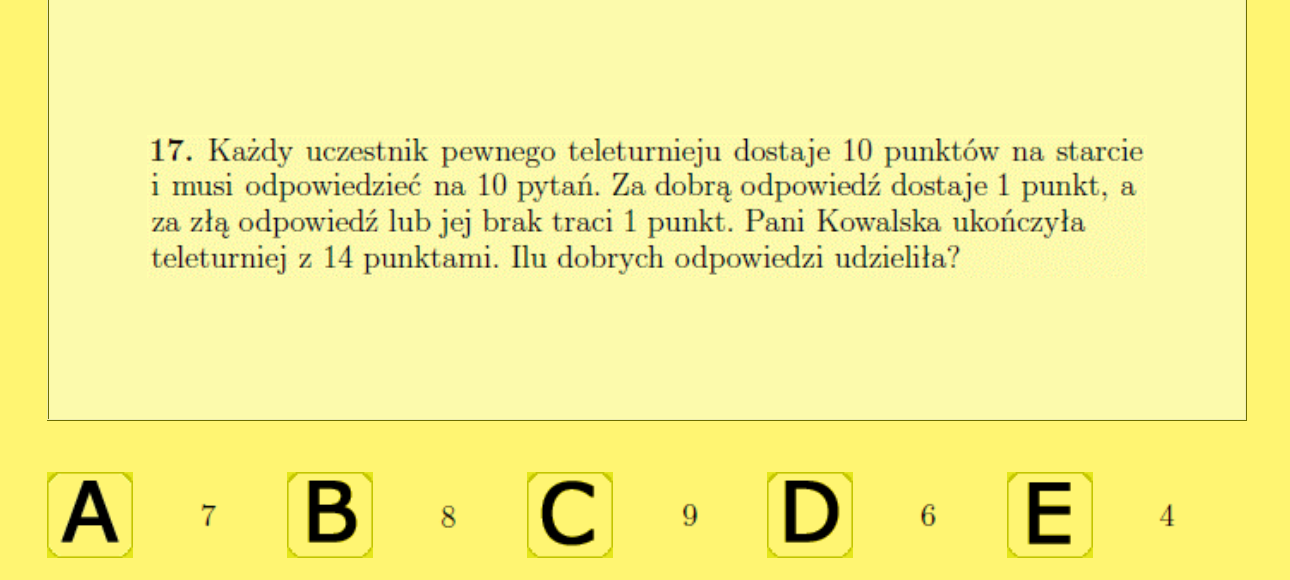 17. Każdy uczestnik pewnego teleturnieju dostaje 10 punktów na starcie
i musi odpowiedzieć na 10 pytań. Za dobrą odpowiedź dostaje 1 punkt, a
za złą odpowiedź lub jej brak traci 1 punkt. Pani Kowalska ukończyła
teleturniej z 14 punktami. Ilu dobrych odpowiedzi udzieliła?
A 7 B 8 C 9 D 6 E 4